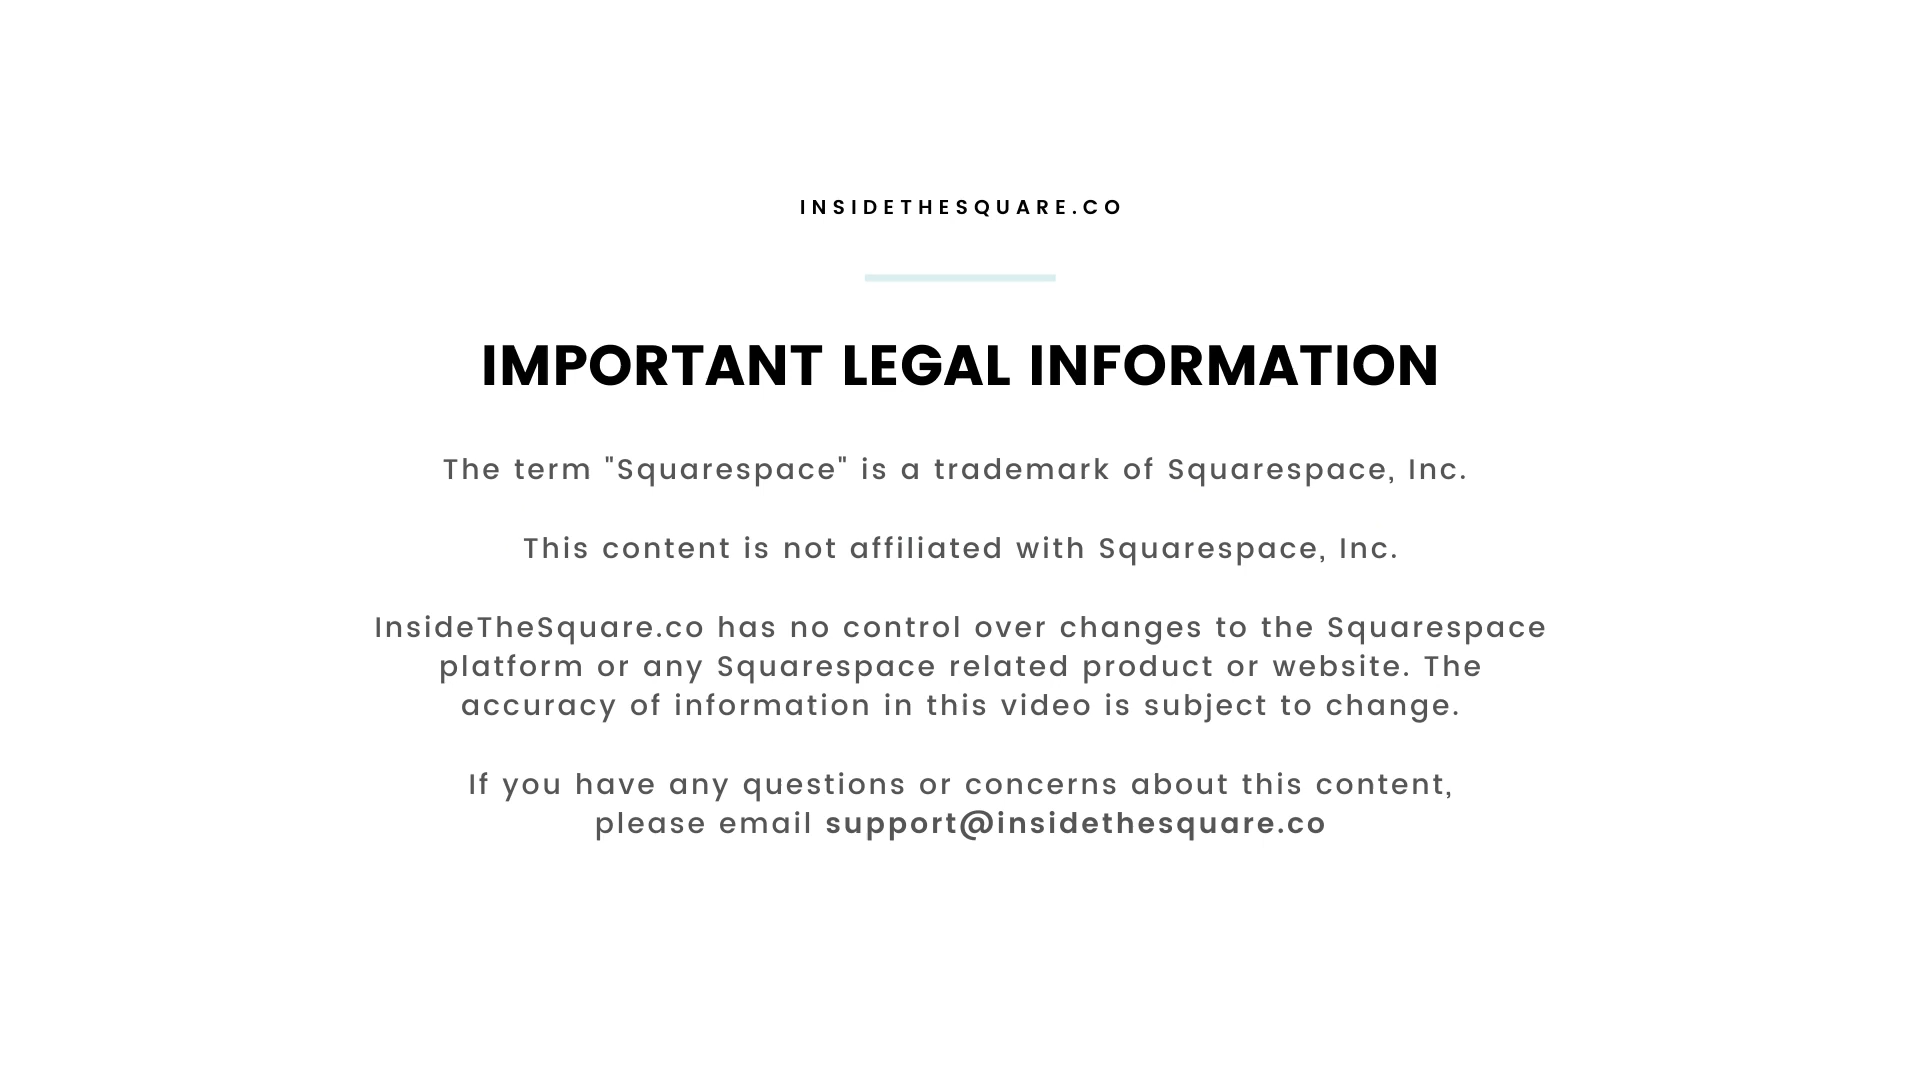 INSIDETHESQUARE.CO
IMPORTANT LEGAL INFORMATION
The term "Squarespace" is a trademark of Squarespace, Inc.
This content is not affiliated with Squarespace, Inc.
InsideTheSquare.co has no control over changes to the Squarespace
platform or any Squarespace related product or website. The
accuracy of information in this video is subject to change.
If you have any questions or concerns about this content,
please email support@insidethesquare.co